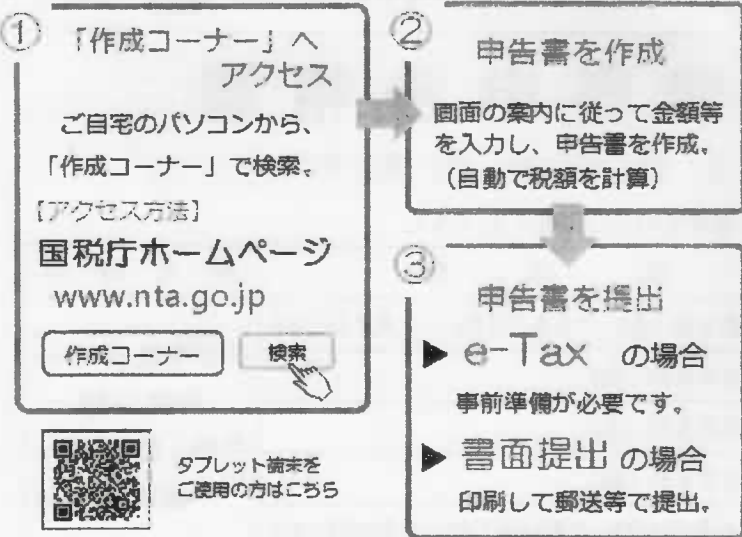 ①
「作成コーナー」へ
アクセス
ご自宅のパソコンから、
「作成コーナー」で検索。
【アクセス方法】
国税庁ホームページ
www.nta.go.jp
作成コーナー 検索
タブレット端末を
ご使用の方はこちら
②
申告書を作成
画面の案内に従って金額等
を入力し、申告書を作成。
(自動で税額を計算)
③
申告書を提出
▶ e-Tax の場合
事前準備が必要です。
▶ 書面提出 の場合
印刷して郵送等で提出。